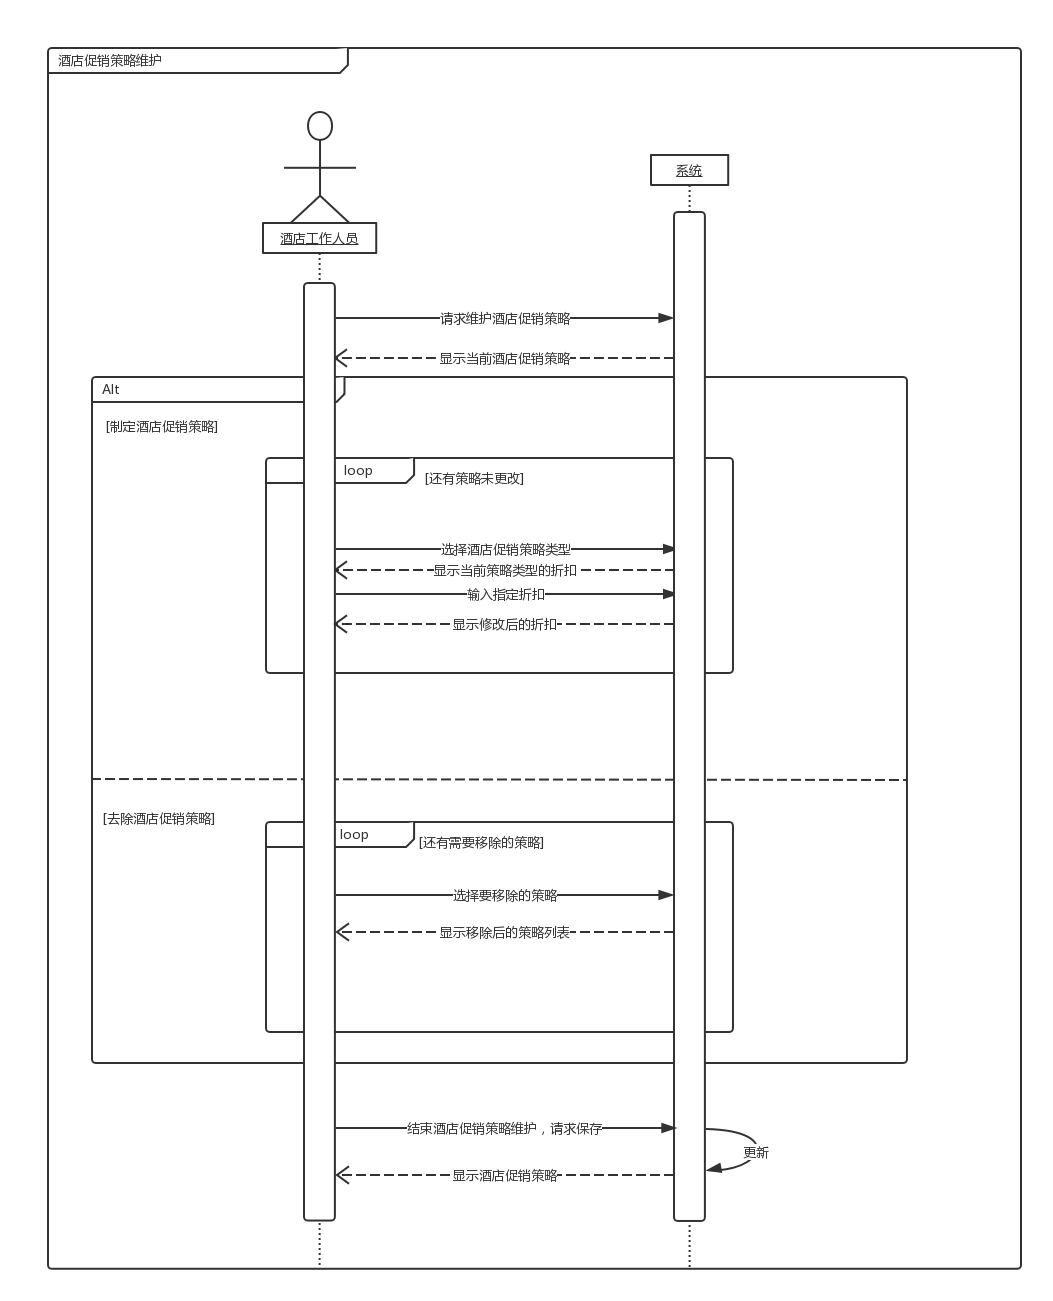 酒店促销策略维护
系统
酒店工作人员
请求维护酒店促销策略
显示当前酒店促销策略
Alt
[制定酒店促销策略]
loop
[还有策略未更改]
选择酒店促销策略类型
显示当前策略类型的折扣
输入指定折扣
显示修改后的折扣
[去除酒店促销策略]
loop
[还有需要移除的策略]
选择要移除的策略
显示移除后的策略列表
结束酒店促销策略维护，请求保存
更新
显示酒店促销策略